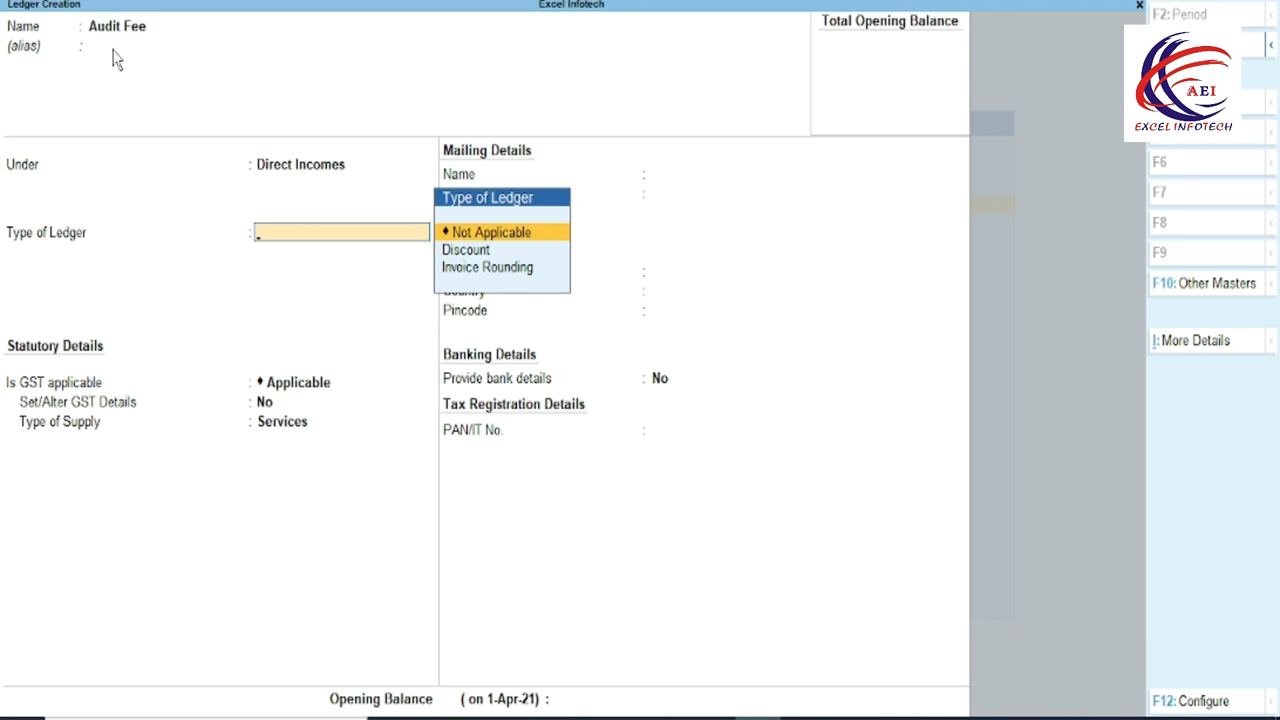 Ledger Creation
Excel Infotech
x
Name : Audit Fee
(alias) :
Total Opening Balance
Under : Direct Incomes
Type of Ledger :
Mailing Details
Name :
:
Type of Ledger
♦ Not Applicable
Discount
Invoice Rounding
:
Country :
Pincode :
Statutory Details
Is GST applicable : ♦ Applicable
Set/Alter GST Details : No
Type of Supply : Services
Banking Details
Provide bank details : No
Tax Registration Details
PAN/IT No. :
Opening Balance ( on 1-Apr-21) :
F2: Period
AEI
EXCEL INFOTECH
F6
F7
F8
F9
F10: Other Masters
I: More Details
F12: Configure